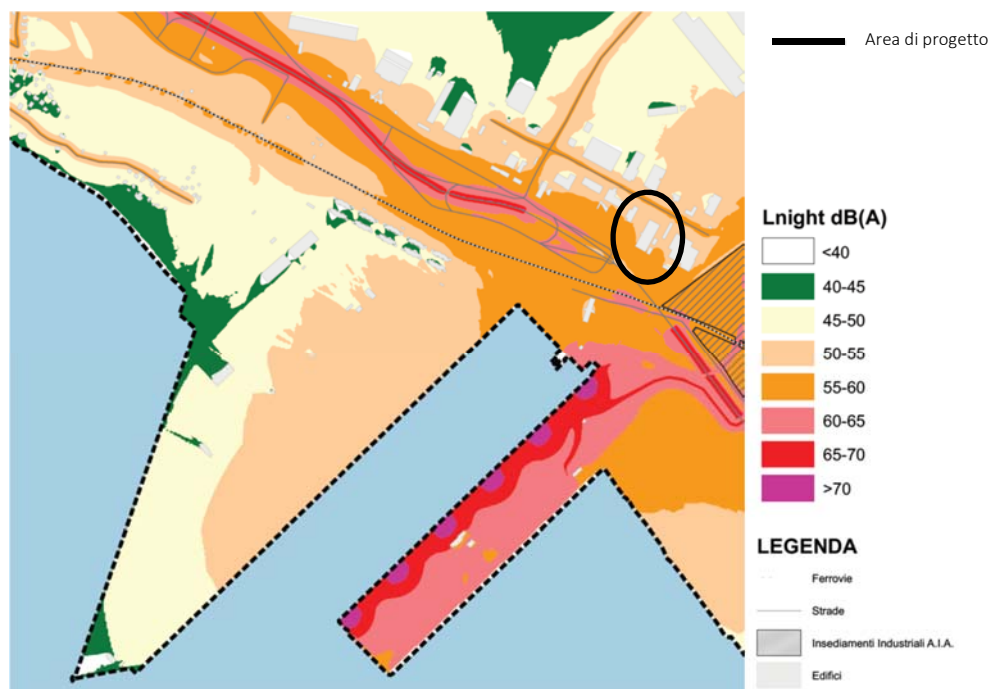 Area di progetto
Lnight dB(A)
<40
40-45
45-50
50-55
55-60
60-65
65-70
>70
LEGENDA
Ferrovie
Strade
Insediamenti Industriali A.I.A.
Edifici